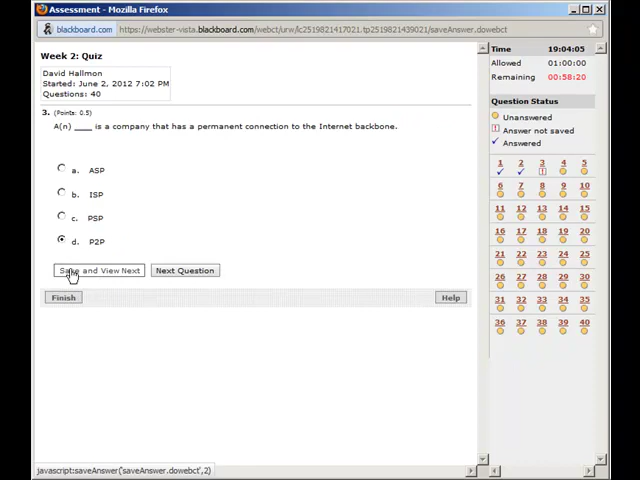 Assessment - Mozilla Firefox
blackboard.com https://webster-vista.blackboard.com/webct/urw/lc2519821417021.tp2519821439021/saveAnswer.dowebct
Week 2: Quiz
David Hallmon
Started: June 2, 2012 7:02 PM
Questions: 40
3. (Points: 0.5)
A(n) ____ is a company that has a permanent connection to the Internet backbone.
a. ASP
b. ISP
c. PSP
d. P2P
Save and View Next Next Question
Finish Help
Time 19:04:05
Allowed 01:00:00
Remaining 00:58:20
Question Status
Unanswered
Answer not saved
Answered
1 2 3 4 5
6 7 8 9 10
11 12 13 14 15
16 17 18 19 20
21 22 23 24 25
26 27 28 29 30
31 32 33 34 35
36 37 38 39 40
javascript:saveAnswer('saveAnswer.dowebct',2)